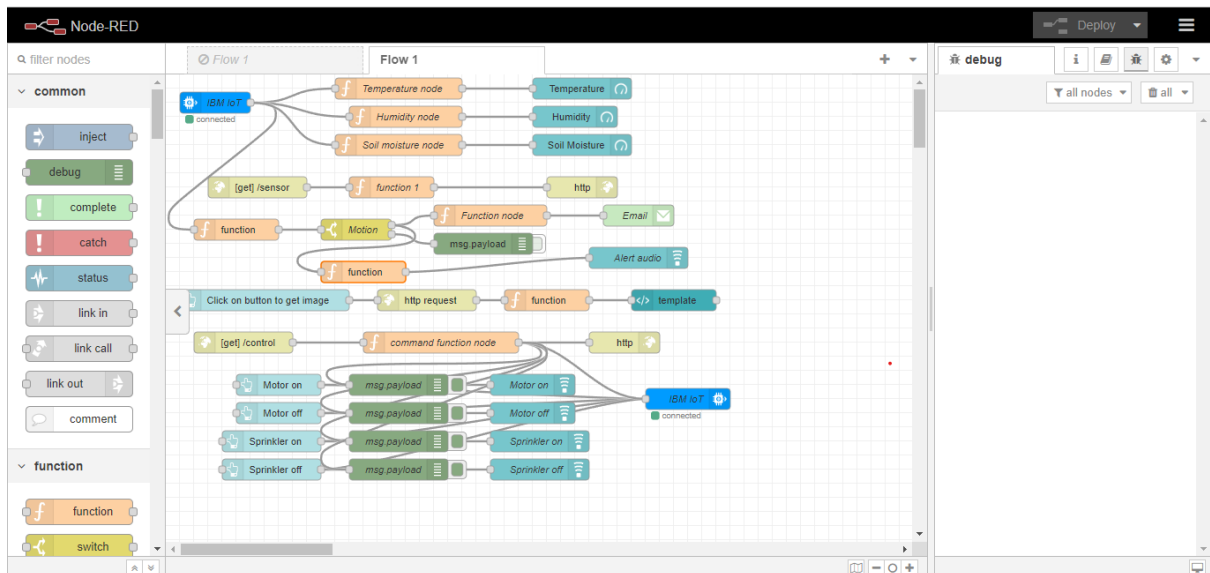 Node-RED
Deploy
filter nodes
Flow 1
Flow 1
debug
i
all nodes
all
common
inject
debug
complete
catch
status
link in
link call
link out
comment
function
function
switch
IBM IoT
connected
Temperature node
Temperature
Humidity node
Humidity
Soil moisture node
Soil Moisture
[get] /sensor
function 1
http
function
Motion
Function node
Email
msg.payload
function
Alert audio
Click on button to get image
http request
function
template
[get] /control
command function node
http
Motor on
msg.payload
Motor on
Motor off
msg.payload
Motor off
Sprinkler on
msg.payload
Sprinkler on
Sprinkler off
msg.payload
Sprinkler off
IBM IoT
connected